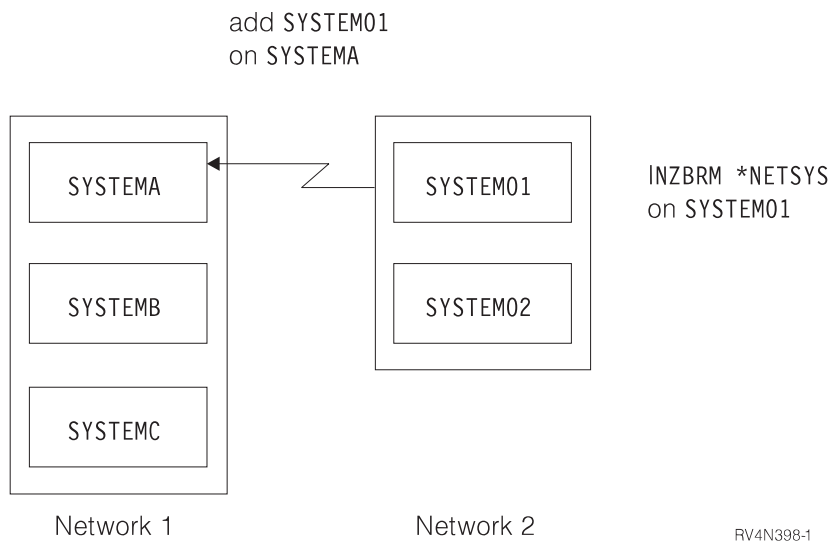 add SYSTEM01
on SYSTEMA
SYSTEMA
SYSTEM01
INZBRM *NETSYS
on SYSTEM01
SYSTEMB
SYSTEM02
SYSTEMC
Network 1
Network 2
RV4N398-1